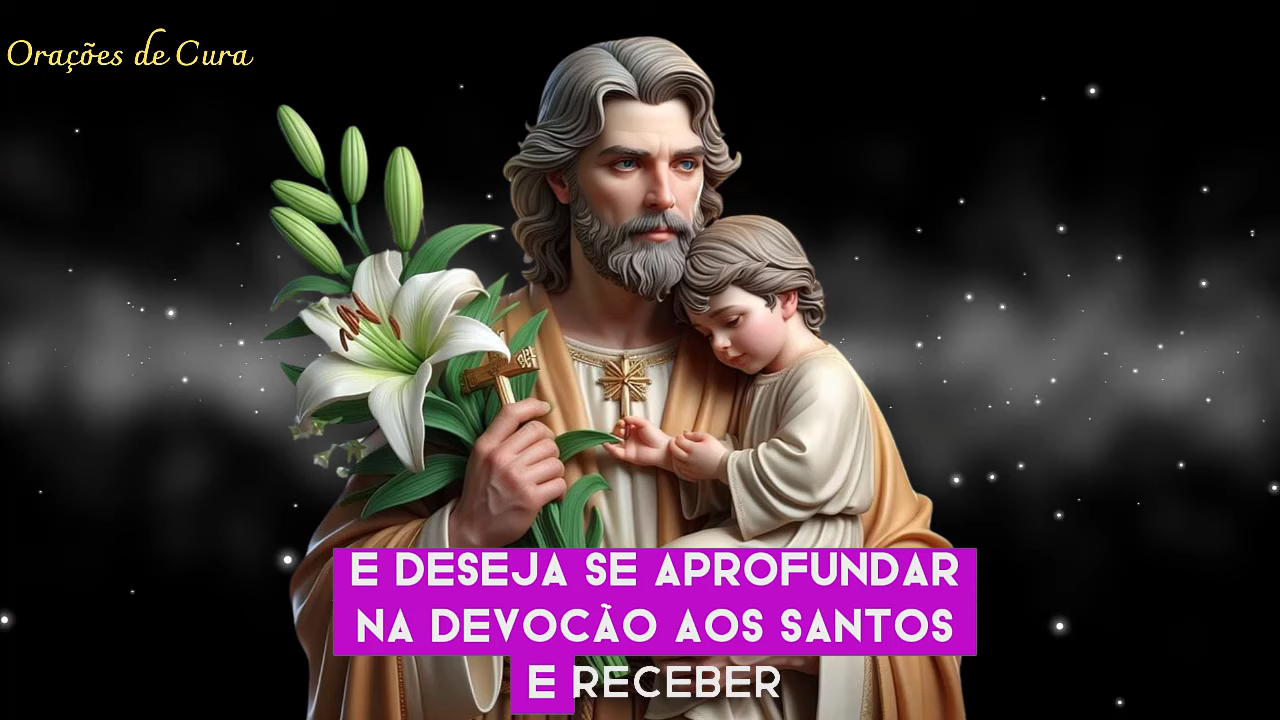 Orações de Cura
E DESEJA SE APROFUNDAR
NA DEVOCÃO AOS SANTOS
E RECEBER